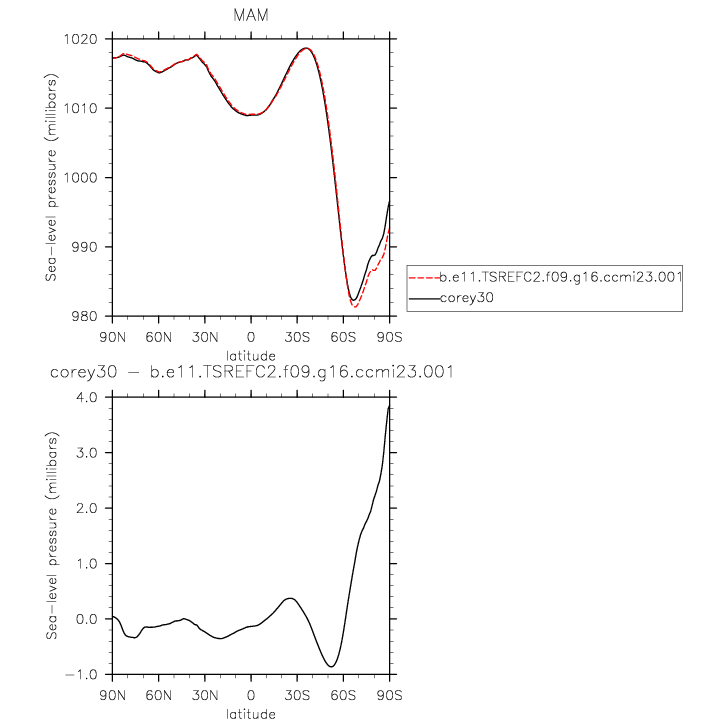 MAM
1020
1010
1000
990
980
Sea-level pressure (millibars)
90N 60N 30N 0 30S 60S 90S
latitude
b.e11.TSREFC2.f09.g16.ccmi23.001
corey30
corey30 - b.e11.TSREFC2.f09.g16.ccmi23.001
4.0
3.0
2.0
1.0
0.0
-1.0
Sea-level pressure (millibars)
90N 60N 30N 0 30S 60S 90S
latitude